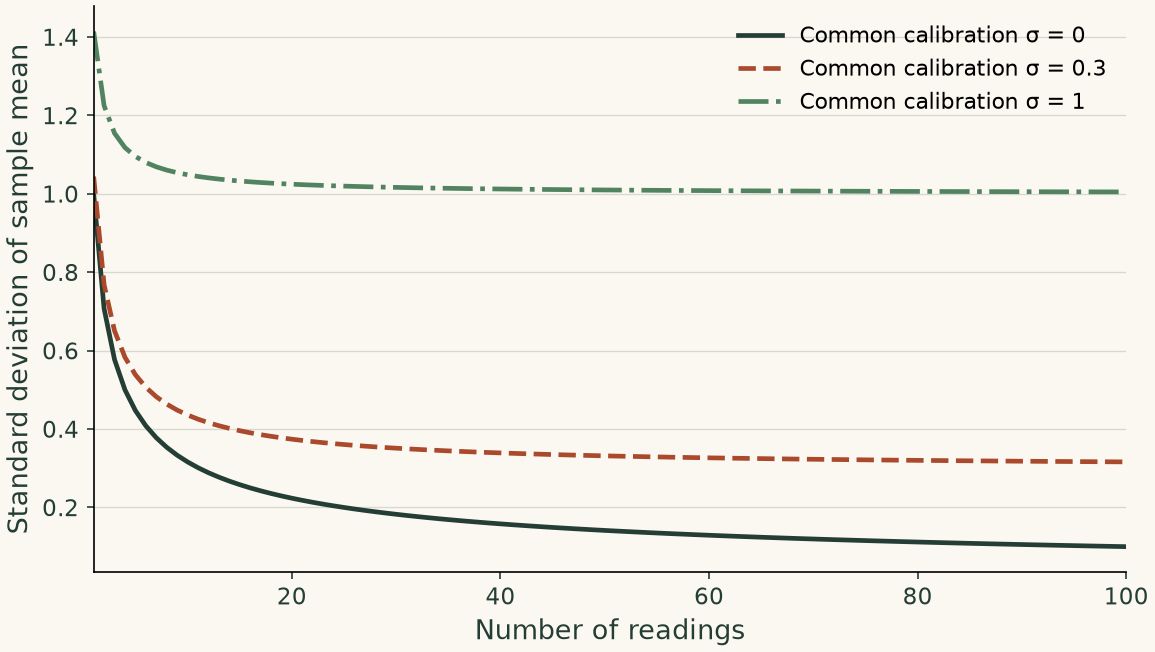 Common calibration σ = 0
Common calibration σ = 0.3
Common calibration σ = 1
Standard deviation of sample mean
1.4
1.2
1.0
0.8
0.6
0.4
0.2
20 40 60 80 100
Number of readings